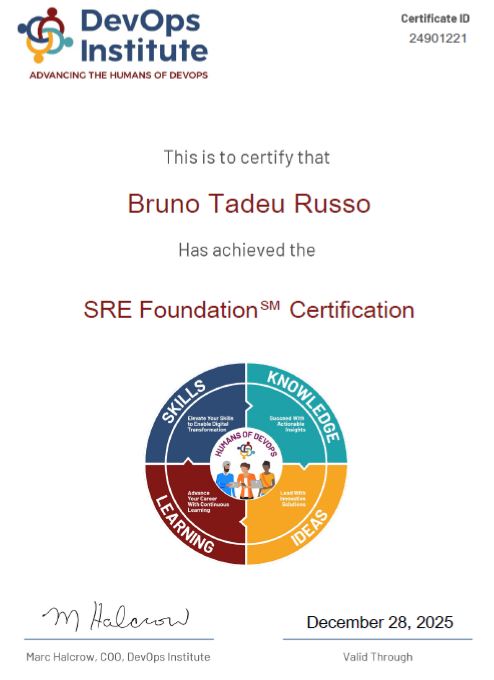 DevOps
Institute
ADVANCING THE HUMANS OF DEVOPS
Certificate ID
24901221
This is to certify that
Bruno Tadeu Russo
Has achieved the
SRE Foundation℠ Certification
SKILLS
Elevate Your Skills
to Enable Digital
Transformation
KNOWLEDGE
Succeed With
Actionable
Insights
HUMANS OF DEVOPS
LEARNING
Advance
Your Career
With Continuous
Learning
IDEAS
Lead With
Innovative
Solutions
M Halcrow
Marc Halcrow, COO, DevOps Institute
December 28, 2025
Valid Through